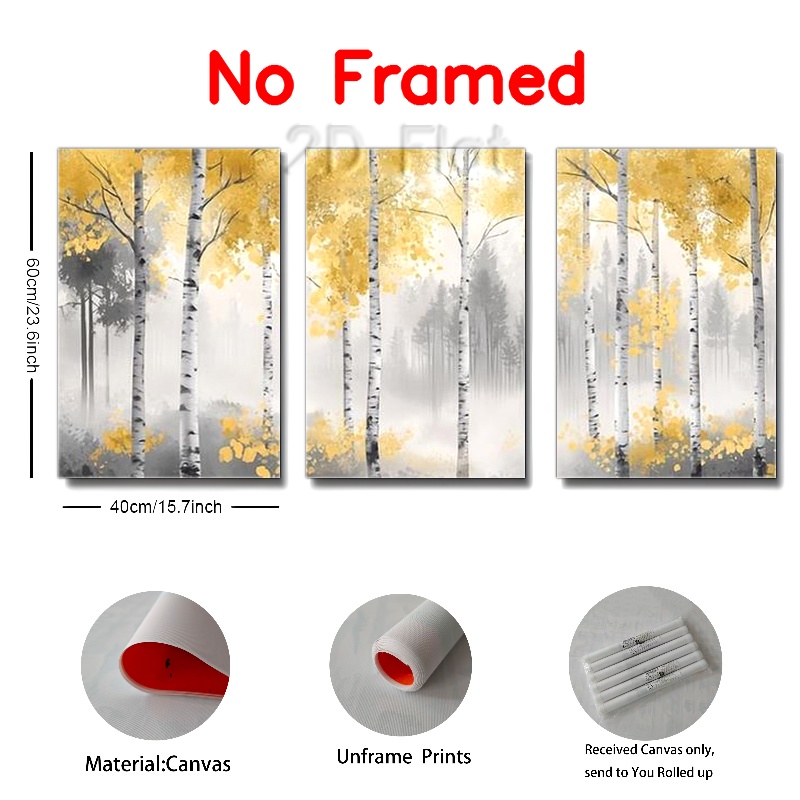 No Framed
2D Flat
60cm/23.6inch
40cm/15.7inch
Material:Canvas
Unframe Prints
Received Canvas only,
send to You Rolled up